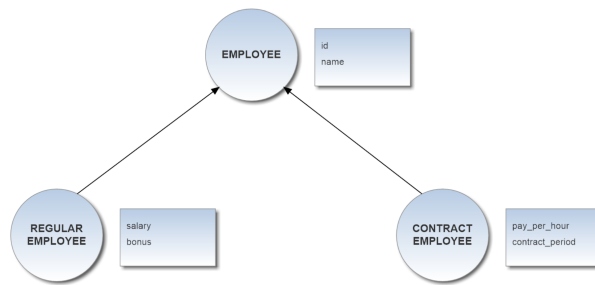 EMPLOYEE
id
name
REGULAR
EMPLOYEE
salary
bonus
CONTRACT
EMPLOYEE
pay_per_hour
contract_period